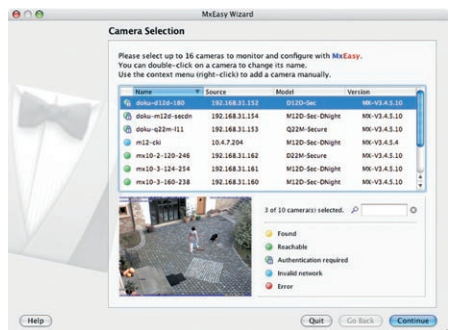 MxEasy Wizard
Camera Selection
Please select up to 16 cameras to monitor and configure with MxEasy.
You can double-click on a camera to change its name.
Use the context menu (right-click) to add a camera manually.
Name Source Model Version
doku-d12d-180 192.168.31.152 D12D-Sec MX-V3.4.5.10
doku-m12d-secdn 192.168.31.154 M12D-Sec-DNight MX-V3.4.5.10
doku-q22m-l11 192.168.31.153 Q22M-Secure MX-V3.4.5.10
m12-cki 10.4.7.204 M12D-Sec-DNight MX-V3.4.5.4
mx10-2-120-246 192.168.31.162 D22M-Secure MX-V3.4.5.10
mx10-3-124-254 192.168.31.161 M12D-Sec-DNight MX-V3.4.5.10
mx10-3-160-238 192.168.31.160 M12D-Sec-DNight MX-V3.4.5.10
3 of 10 camera(s) selected.
Found
Reachable
Authentication required
Invalid network
Error
Help Quit Go Back Continue